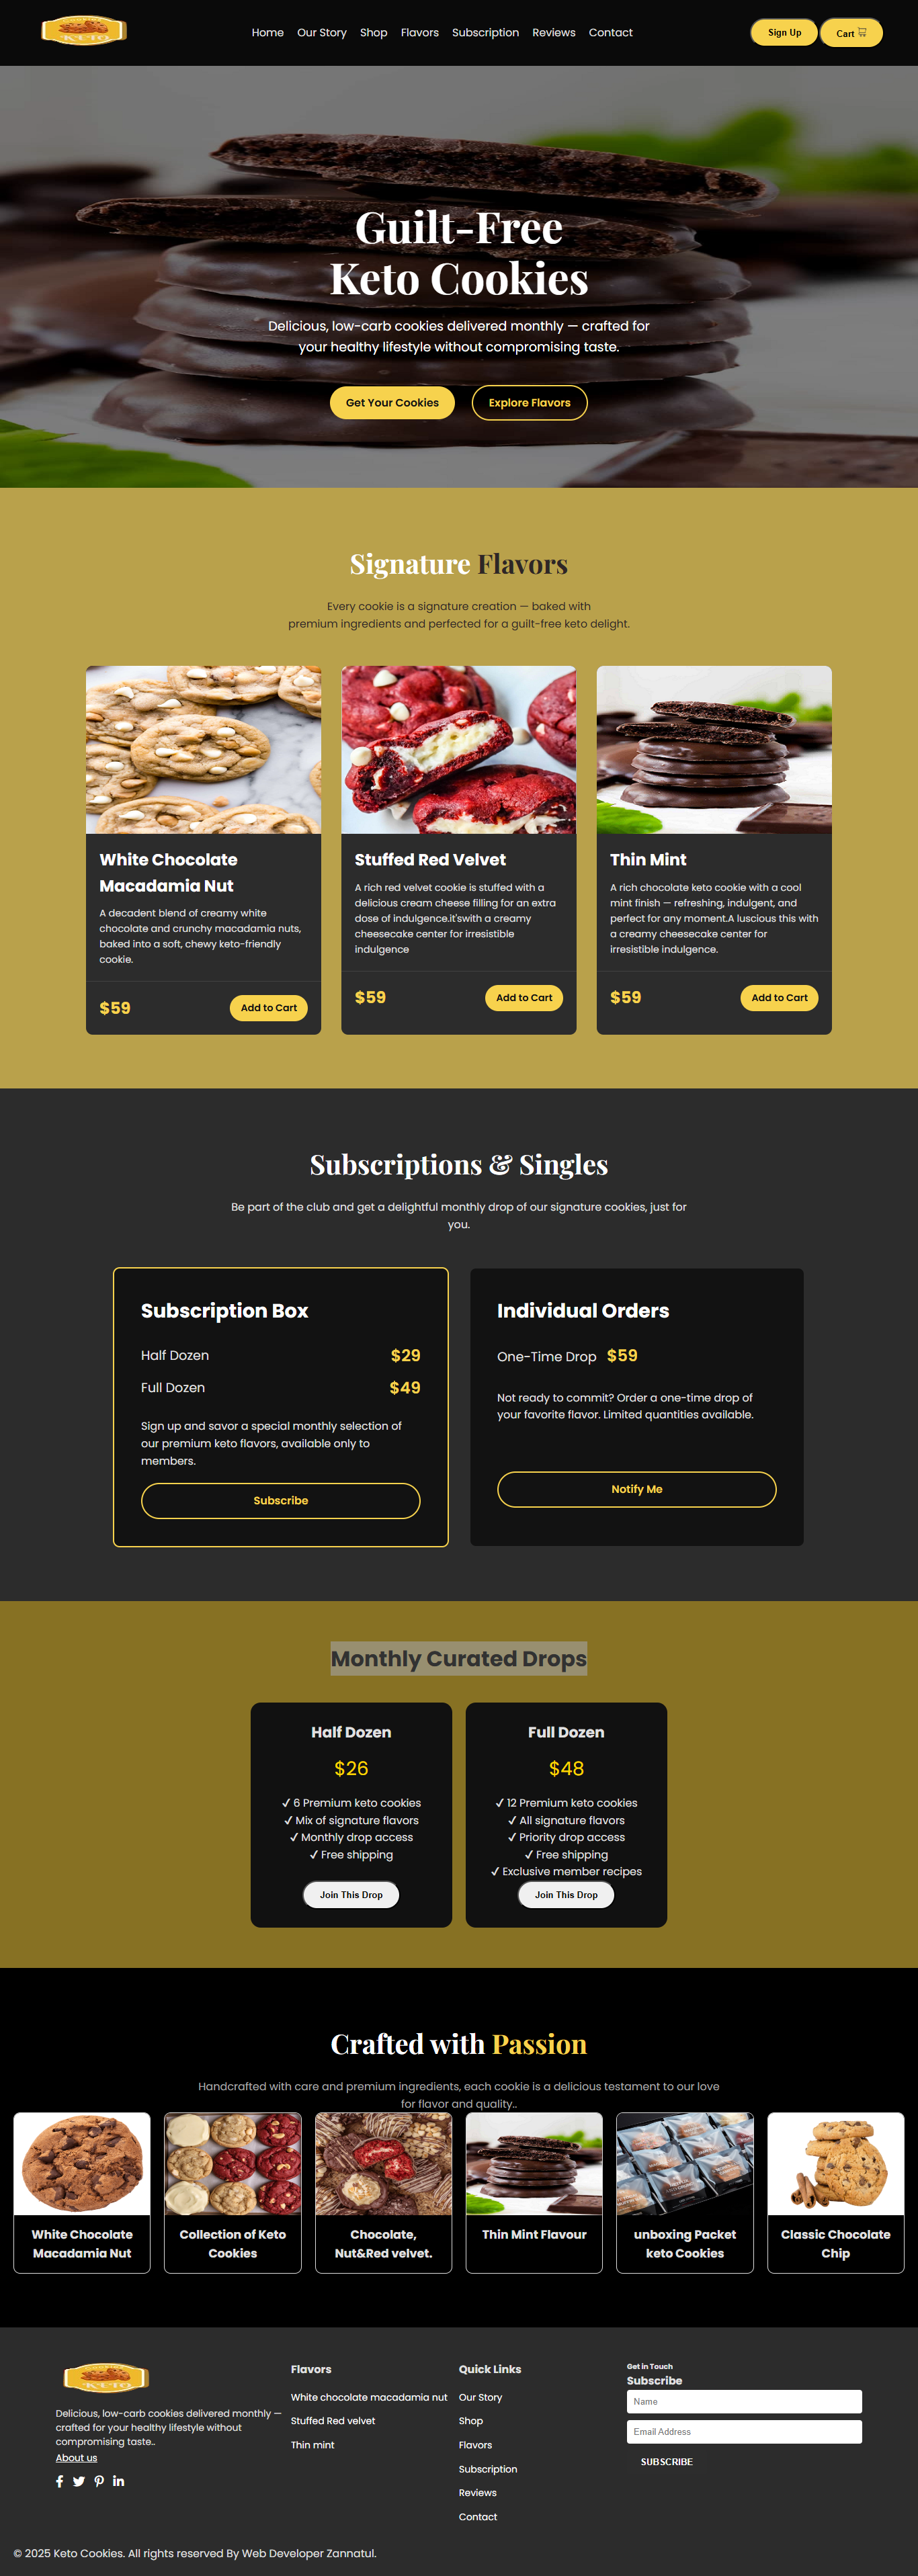 KETO
Home Our Story Shop Flavors Subscription Reviews Contact
Sign Up
Cart
Guilt-Free
Keto Cookies
Delicious, low-carb cookies delivered monthly — crafted for
your healthy lifestyle without compromising taste.
Get Your Cookies
Explore Flavors
Signature Flavors
Every cookie is a signature creation — baked with
premium ingredients and perfected for a guilt-free keto delight.
White Chocolate
Macadamia Nut
A decadent blend of creamy white
chocolate and crunchy macadamia nuts,
baked into a soft, chewy keto-friendly
cookie.
$59
Add to Cart
Stuffed Red Velvet
A rich red velvet cookie is stuffed with a
delicious cream cheese filling for an extra
dose of indulgence.it'swith a creamy
cheesecake center for irresistible
indulgence
$59
Add to Cart
Thin Mint
A rich chocolate keto cookie with a cool
mint finish — refreshing, indulgent, and
perfect for any moment.A luscious this with
a creamy cheesecake center for
irresistible indulgence.
$59
Add to Cart
Subscriptions & Singles
Be part of the club and get a delightful monthly drop of our signature cookies, just for
you.
Subscription Box
Half Dozen $29
Full Dozen $49
Sign up and savor a special monthly selection of
our premium keto flavors, available only to
members.
Subscribe
Individual Orders
One-Time Drop $59
Not ready to commit? Order a one-time drop of
your favorite flavor. Limited quantities available.
Notify Me
Monthly Curated Drops
Half Dozen
$26
✓ 6 Premium keto cookies
✓ Mix of signature flavors
✓ Monthly drop access
✓ Free shipping
Join This Drop
Full Dozen
$48
✓ 12 Premium keto cookies
✓ All signature flavors
✓ Priority drop access
✓ Free shipping
✓ Exclusive member recipes
Join This Drop
Crafted with Passion
Handcrafted with care and premium ingredients, each cookie is a delicious testament to our love
for flavor and quality..
White Chocolate
Macadamia Nut
Collection of Keto
Cookies
Chocolate,
Nut&Red velvet.
Thin Mint Flavour
unboxing Packet
keto Cookies
Classic Chocolate
Chip
KETO
Delicious, low-carb cookies delivered monthly —
crafted for your healthy lifestyle without
compromising taste..
About us
Flavors
White chocolate macadamia nut
Stuffed Red velvet
Thin mint
Quick Links
Our Story
Shop
Flavors
Subscription
Reviews
Contact
Get in Touch
Subscribe
Name
Email Address
SUBSCRIBE
© 2025 Keto Cookies. All rights reserved By Web Developer Zannatul.